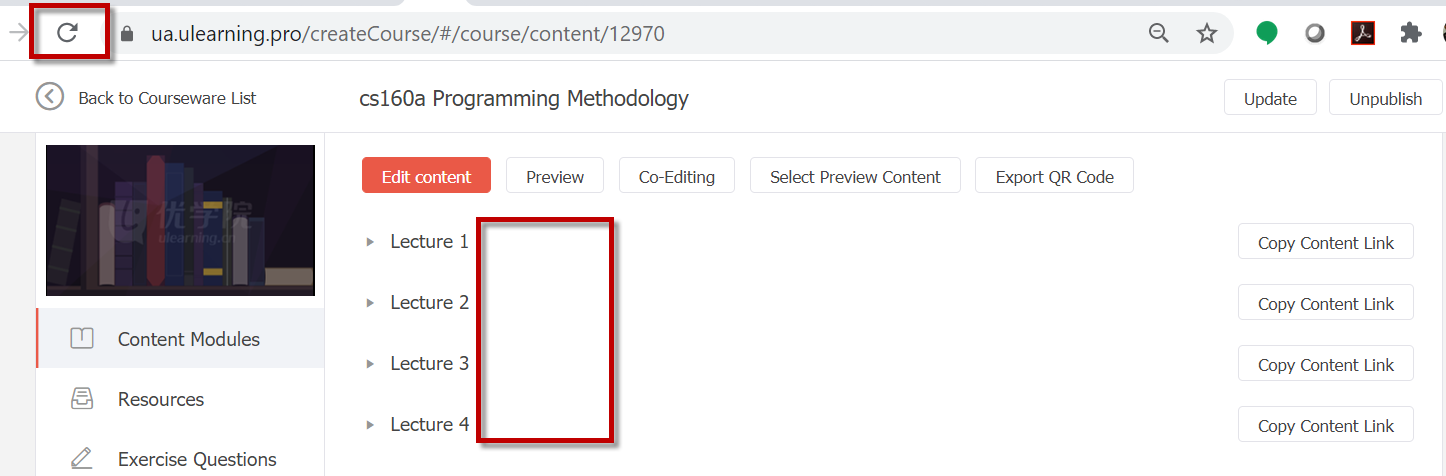 ua.ulearning.pro/createCourse/#/course/content/12970
Back to Courseware List
cs160a Programming Methodology
Update
Unpublish
优学院
ulearning.cn
Edit content
Preview
Co-Editing
Select Preview Content
Export QR Code
Lecture 1
Copy Content Link
Lecture 2
Copy Content Link
Lecture 3
Copy Content Link
Lecture 4
Copy Content Link
Content Modules
Resources
Exercise Questions